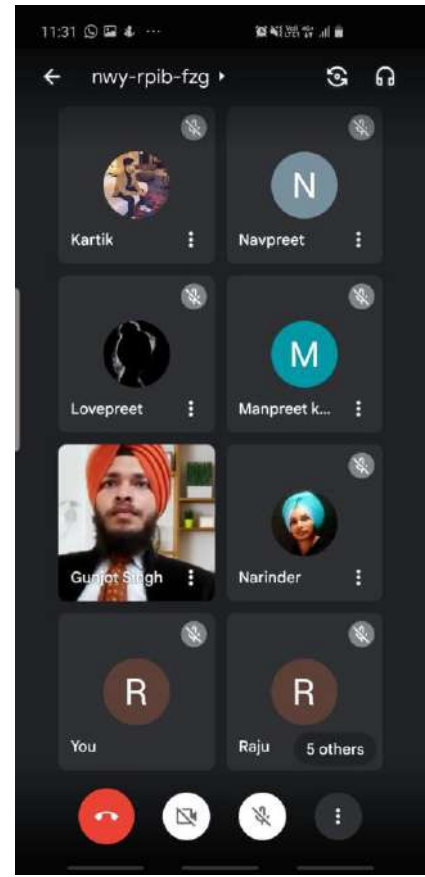 11:31
nwy-rpib-fzg
Kartik
N
Navpreet
Lovepreet
M
Manpreet k...
Gunjot Singh
Narinder
R
You
R
Raju
5 others